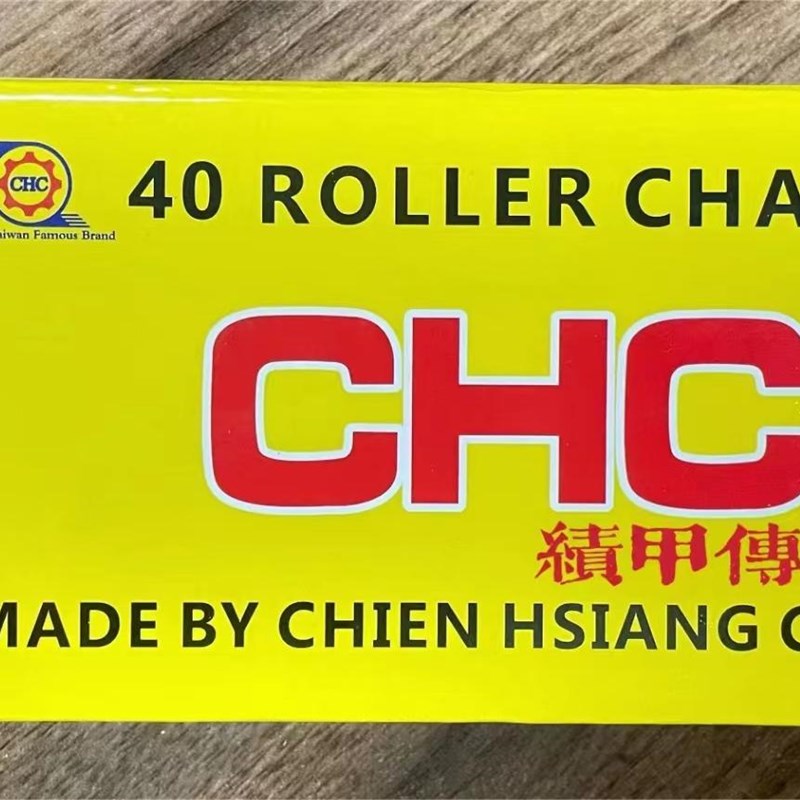 CHC
aiwan Famous Brand
40 ROLLER CHA
CHC
績甲傳
MADE BY CHIEN HSIANG C